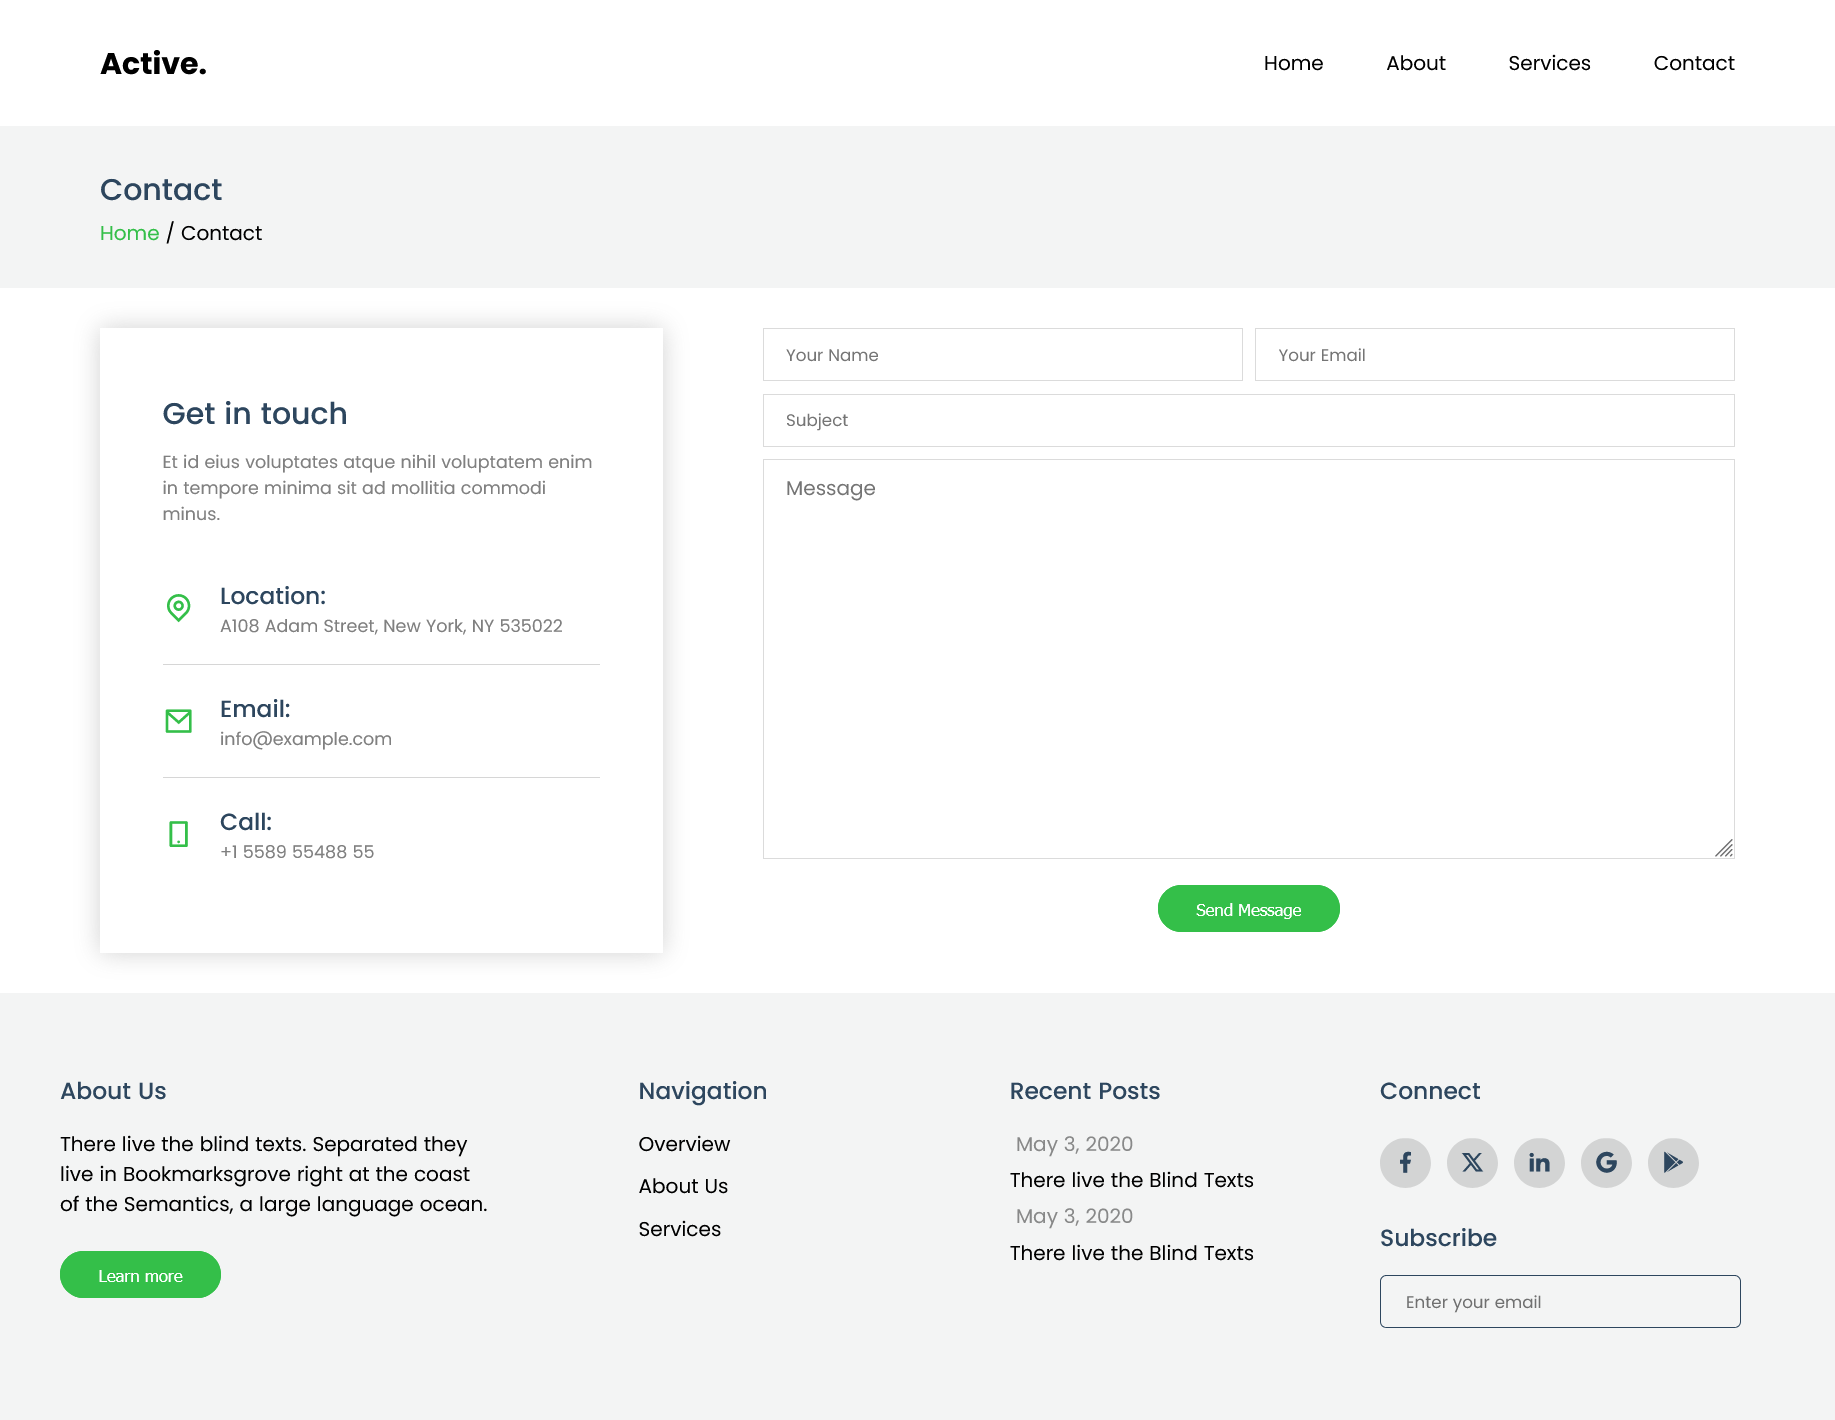 Active.
Home
About
Services
Contact
Contact
Home / Contact
Get in touch
Et id eius voluptates atque nihil voluptatem enim
in tempore minima sit ad mollitia commodi
minus.
Location:
A108 Adam Street, New York, NY 535022
Email:
info@example.com
Call:
+1 5589 55488 55
Your Name
Your Email
Subject
Message
Send Message
About Us
There live the blind texts. Separated they
live in Bookmarksgrove right at the coast
of the Semantics, a large language ocean.
Learn more
Navigation
Overview
About Us
Services
Recent Posts
May 3, 2020
There live the Blind Texts
May 3, 2020
There live the Blind Texts
Connect
Subscribe
Enter your email